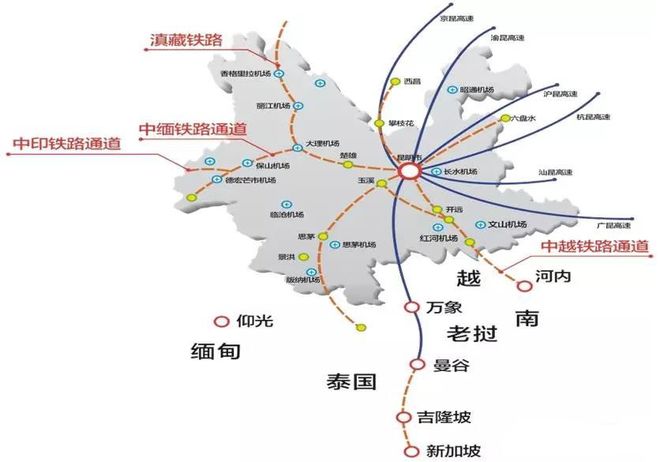 京昆高速
渝昆高速
滇藏铁路
香格里拉机场
西昌
昭通机场
沪昆高速
杭昆高速
丽江机场
攀枝花
六盘水
中缅铁路通道
中印铁路通道
大理机场
楚雄
昆明市
保山机场
长水机场
德宏芒市机场
玉溪
汕昆高速
临沧机场
开远
文山机场
广昆高速
思茅
思茅机场
红河机场
中越铁路通道
景洪
版纳机场
越
河内
南
万象
仰光
老挝
缅甸
曼谷
泰国
吉隆坡
新加坡